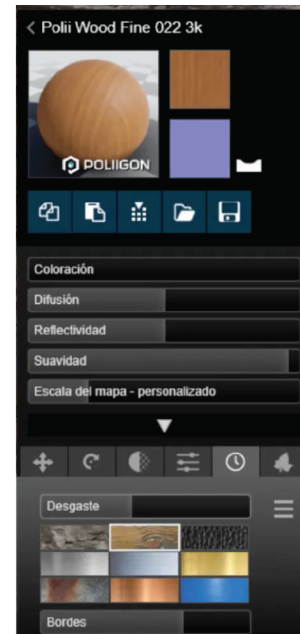 < Polii Wood Fine 022 3k
POLIIGON
Coloración
Difusión
Reflectividad
Suavidad
Escala del mapa - personalizado
Desgaste
Bordes